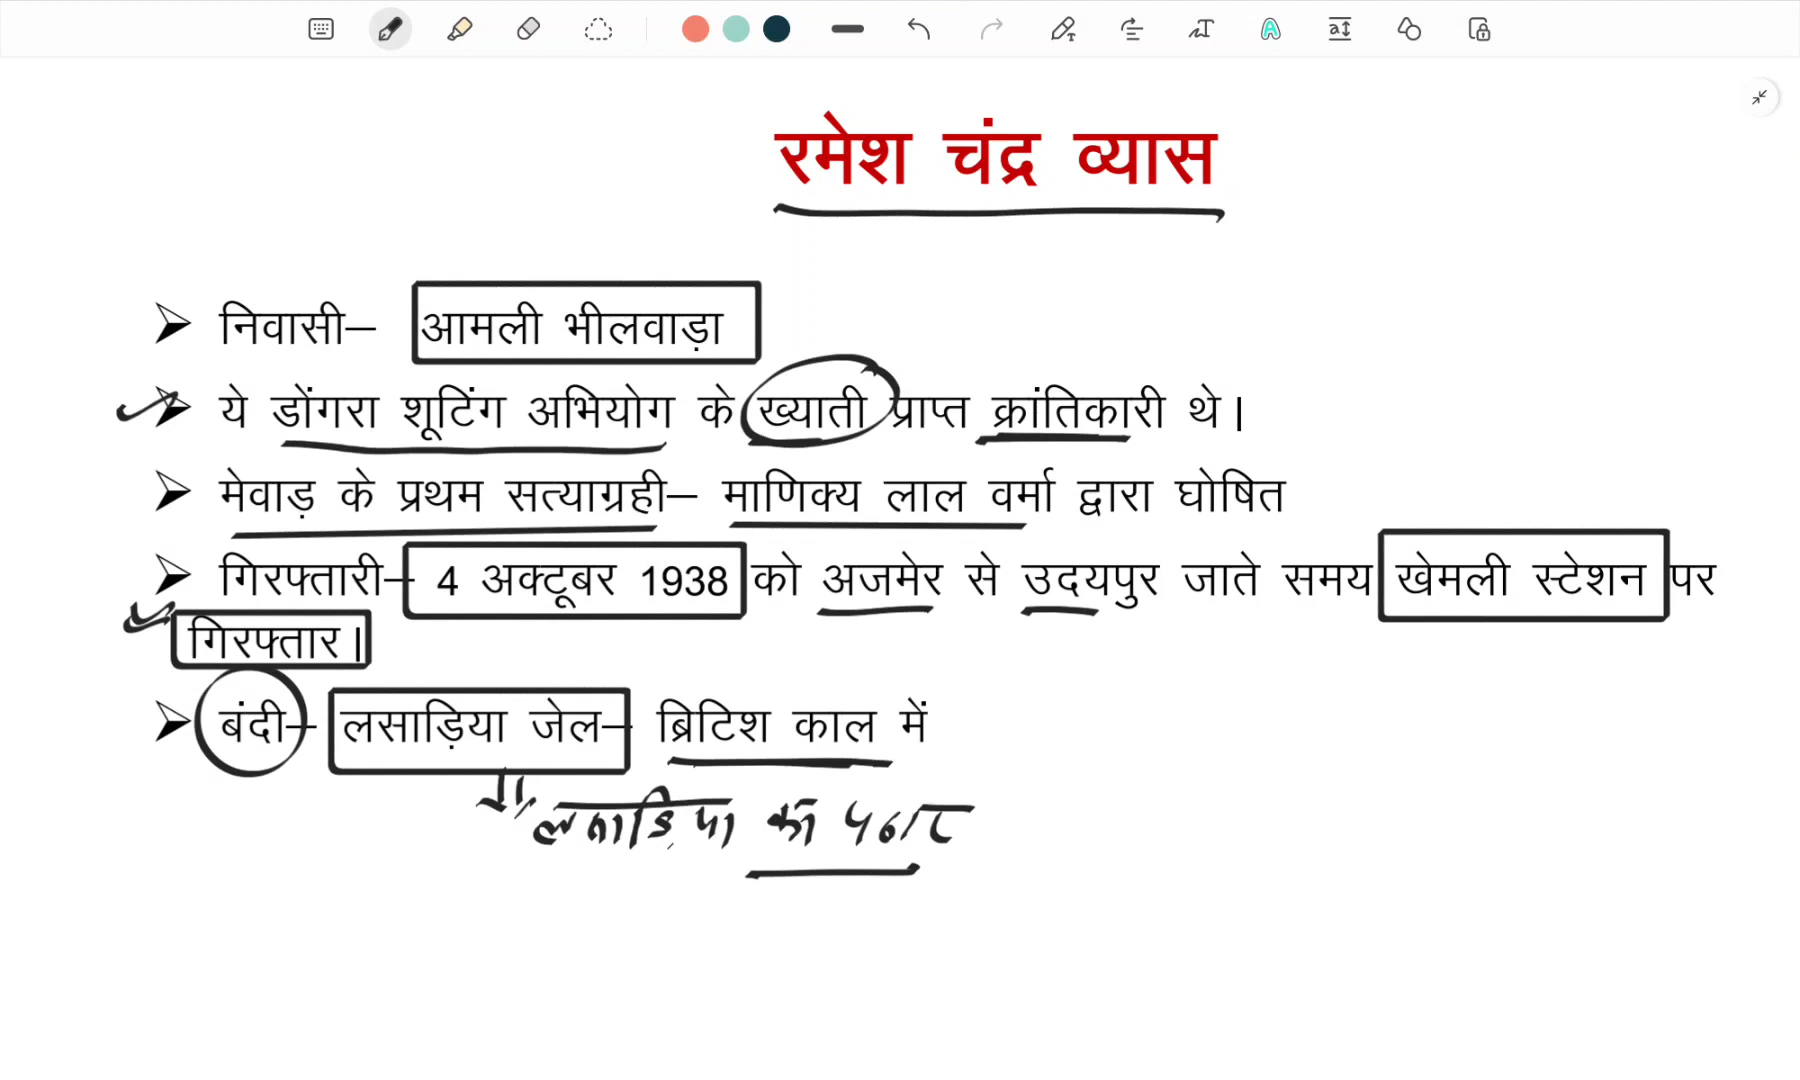 रमेश चंद्र व्यास
➢ निवासी– आमली भीलवाड़ा
➢ ये डोंगरा शूटिंग अभियोग के ख्याती प्राप्त क्रांतिकारी थे।
➢ मेवाड़ के प्रथम सत्याग्रही– माणिक्य लाल वर्मा द्वारा घोषित
➢ गिरफ्तारी– 4 अक्टूबर 1938 को अजमेर से उदयपुर जाते समय खेमली स्टेशन पर
गिरफ्तार।
➢ बंदी– लसाड़िया जेल– ब्रिटिश काल में
का